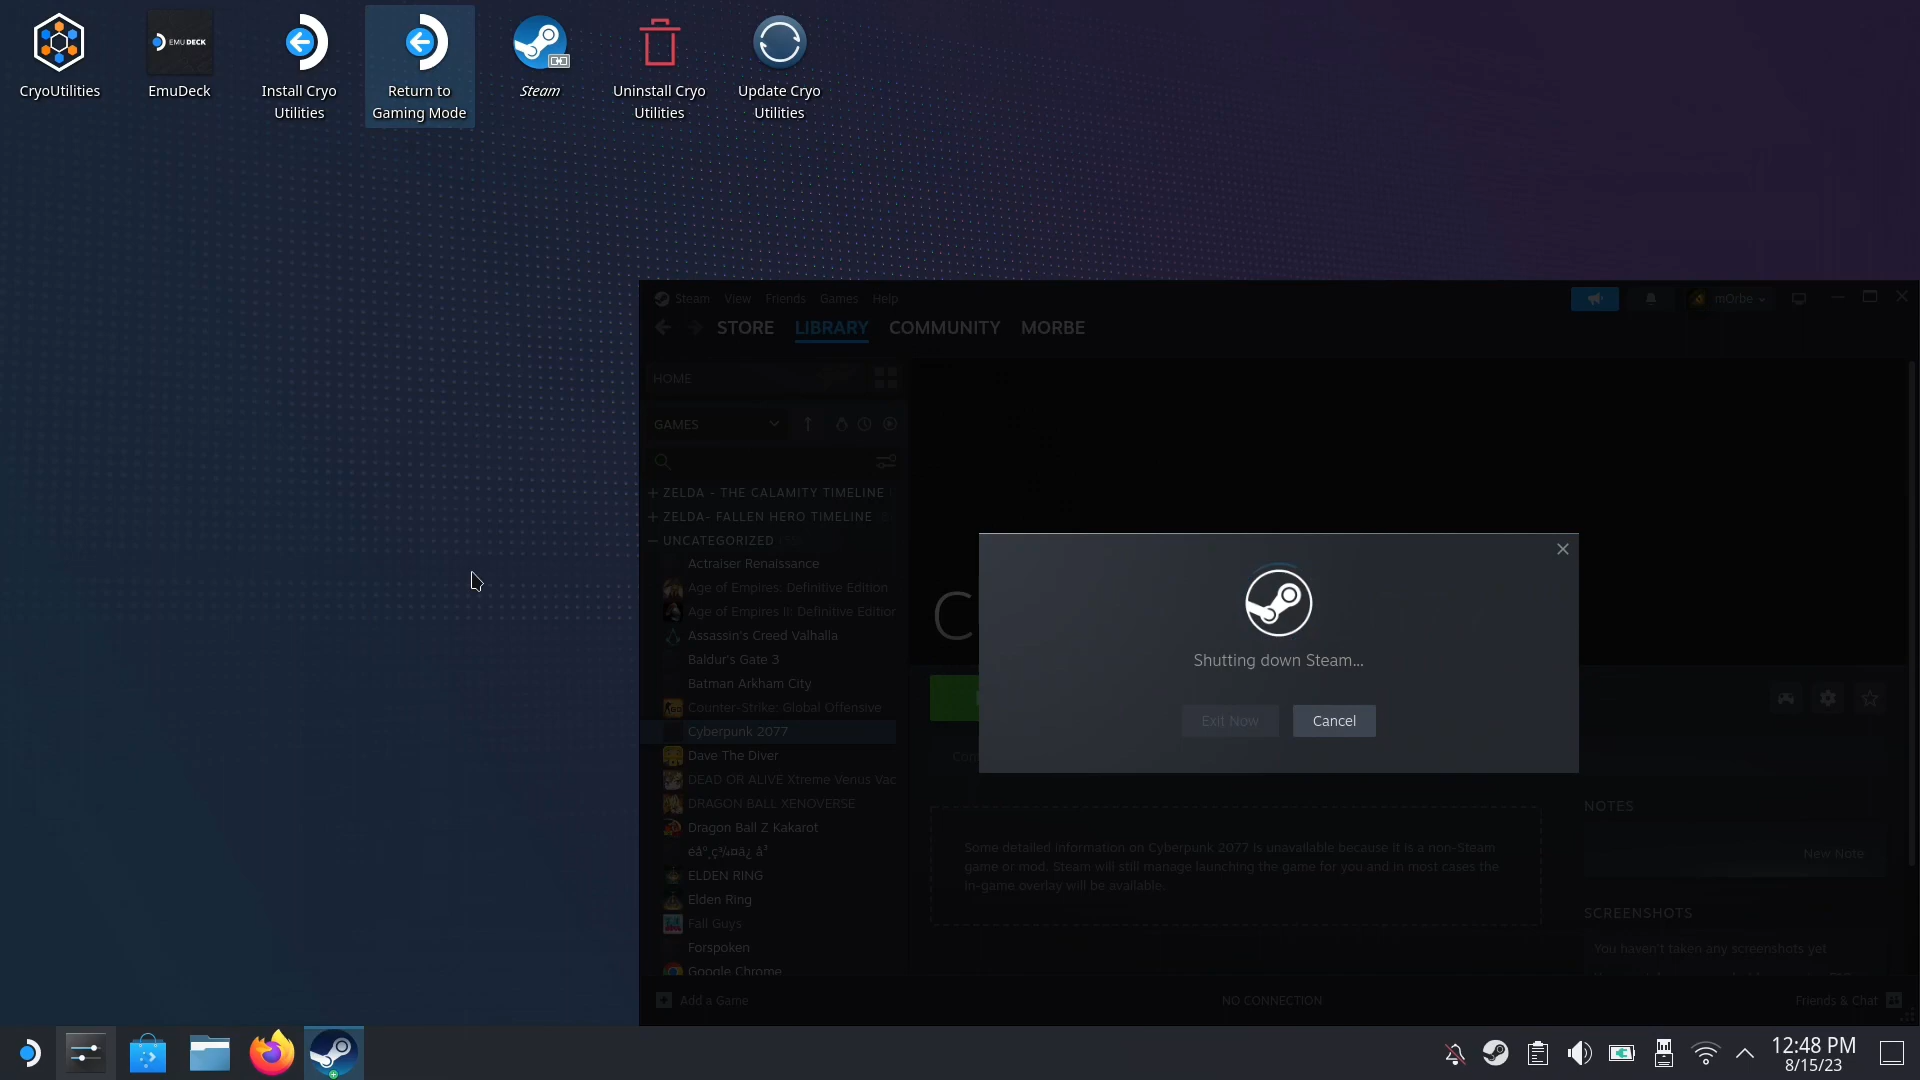 CryoUtilities
EMUDECK
EmuDeck
Install Cryo
Utilities
Return to
Gaming Mode
Steam
Uninstall Cryo
Utilities
Update Cryo
Utilities
Steam View Friends Games Help
mOrbe
STORE LIBRARY COMMUNITY MORBE
HOME
GAMES
+ ZELDA - THE CALAMITY TIMELINE
+ ZELDA- FALLEN HERO TIMELINE
— UNCATEGORIZED
Actraiser Renaissance
Age of Empires: Definitive Edition
Age of Empires II: Definitive Edition
Assassin's Creed Valhalla
Baldur's Gate 3
Batman Arkham City
Counter-Strike: Global Offensive
Cyberpunk 2077
Dave The Diver
DEAD OR ALIVE Xtreme Venus Vac
DRAGON BALL XENOVERSE
Dragon Ball Z Kakarot
ELDEN RING
Elden Ring
Fall Guys
Forspoken
Google Chrome
C
Shutting down Steam...
Exit Now
Cancel
Some detailed information on Cyberpunk 2077 is unavailable because it is a non-Steam
game or mod. Steam will still manage launching the game for you and in most cases the
in-game overlay will be available.
NOTES
New Note
SCREENSHOTS
You haven't taken any screenshots yet
Add a Game
NO CONNECTION
Friends & Chat
12:48 PM
8/15/23